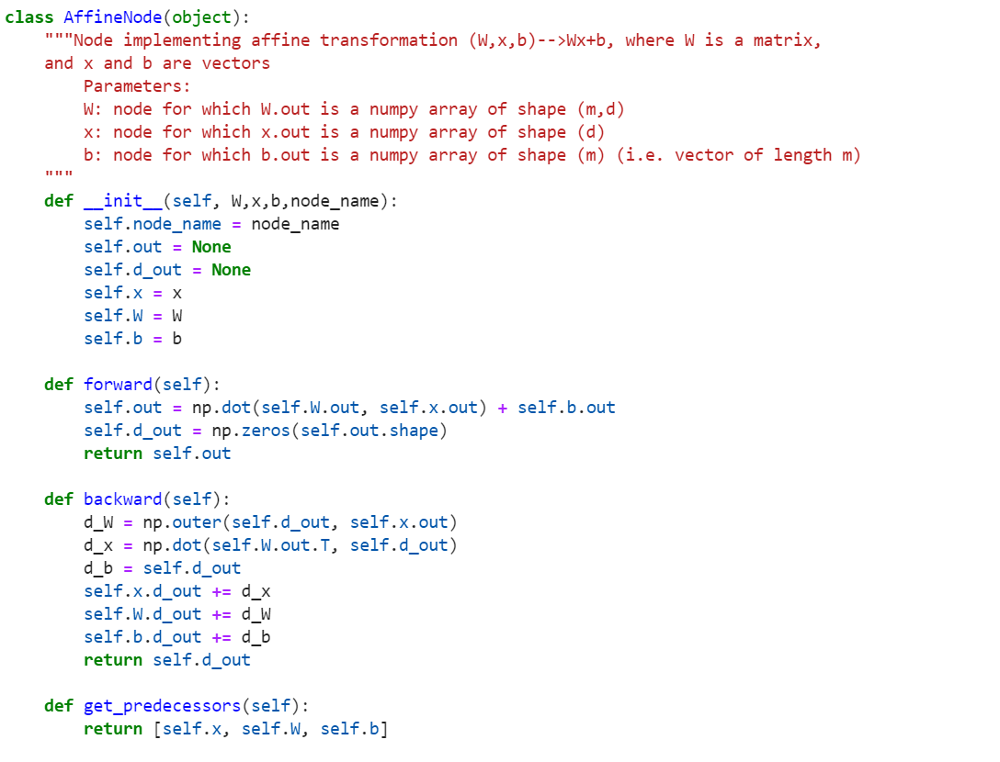 class AffineNode(object):
    """Node implementing affine transformation (W,x,b)-->Wx+b, where W is a matrix,
    and x and b are vectors
        Parameters:
        W: node for which W.out is a numpy array of shape (m,d)
        x: node for which x.out is a numpy array of shape (d)
        b: node for which b.out is a numpy array of shape (m) (i.e. vector of length m)
    """
    def __init__(self, W,x,b,node_name):
        self.node_name = node_name
        self.out = None
        self.d_out = None
        self.x = x
        self.W = W
        self.b = b

    def forward(self):
        self.out = np.dot(self.W.out, self.x.out) + self.b.out
        self.d_out = np.zeros(self.out.shape)
        return self.out

    def backward(self):
        d_W = np.outer(self.d_out, self.x.out)
        d_x = np.dot(self.W.out.T, self.d_out)
        d_b = self.d_out
        self.x.d_out += d_x
        self.W.d_out += d_W
        self.b.d_out += d_b
        return self.d_out

    def get_predecessors(self):
        return [self.x, self.W, self.b]